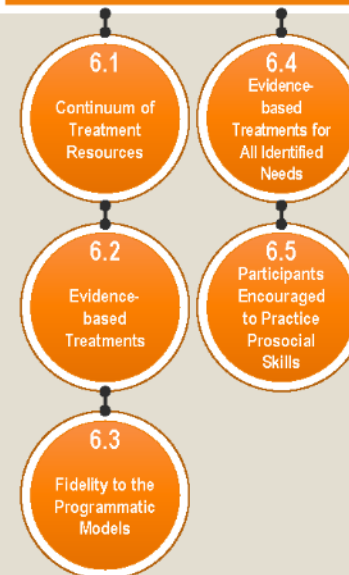 6.1
Continuum of
Treatment
Resources
6.2
Evidence-
based
Treatments
6.3
Fidelity to the
Programmatic
Models
6.4
Evidence-
based
Treatments for
All Identified
Needs
6.5
Participants
Encouraged
to Practice
Prosocial
Skills